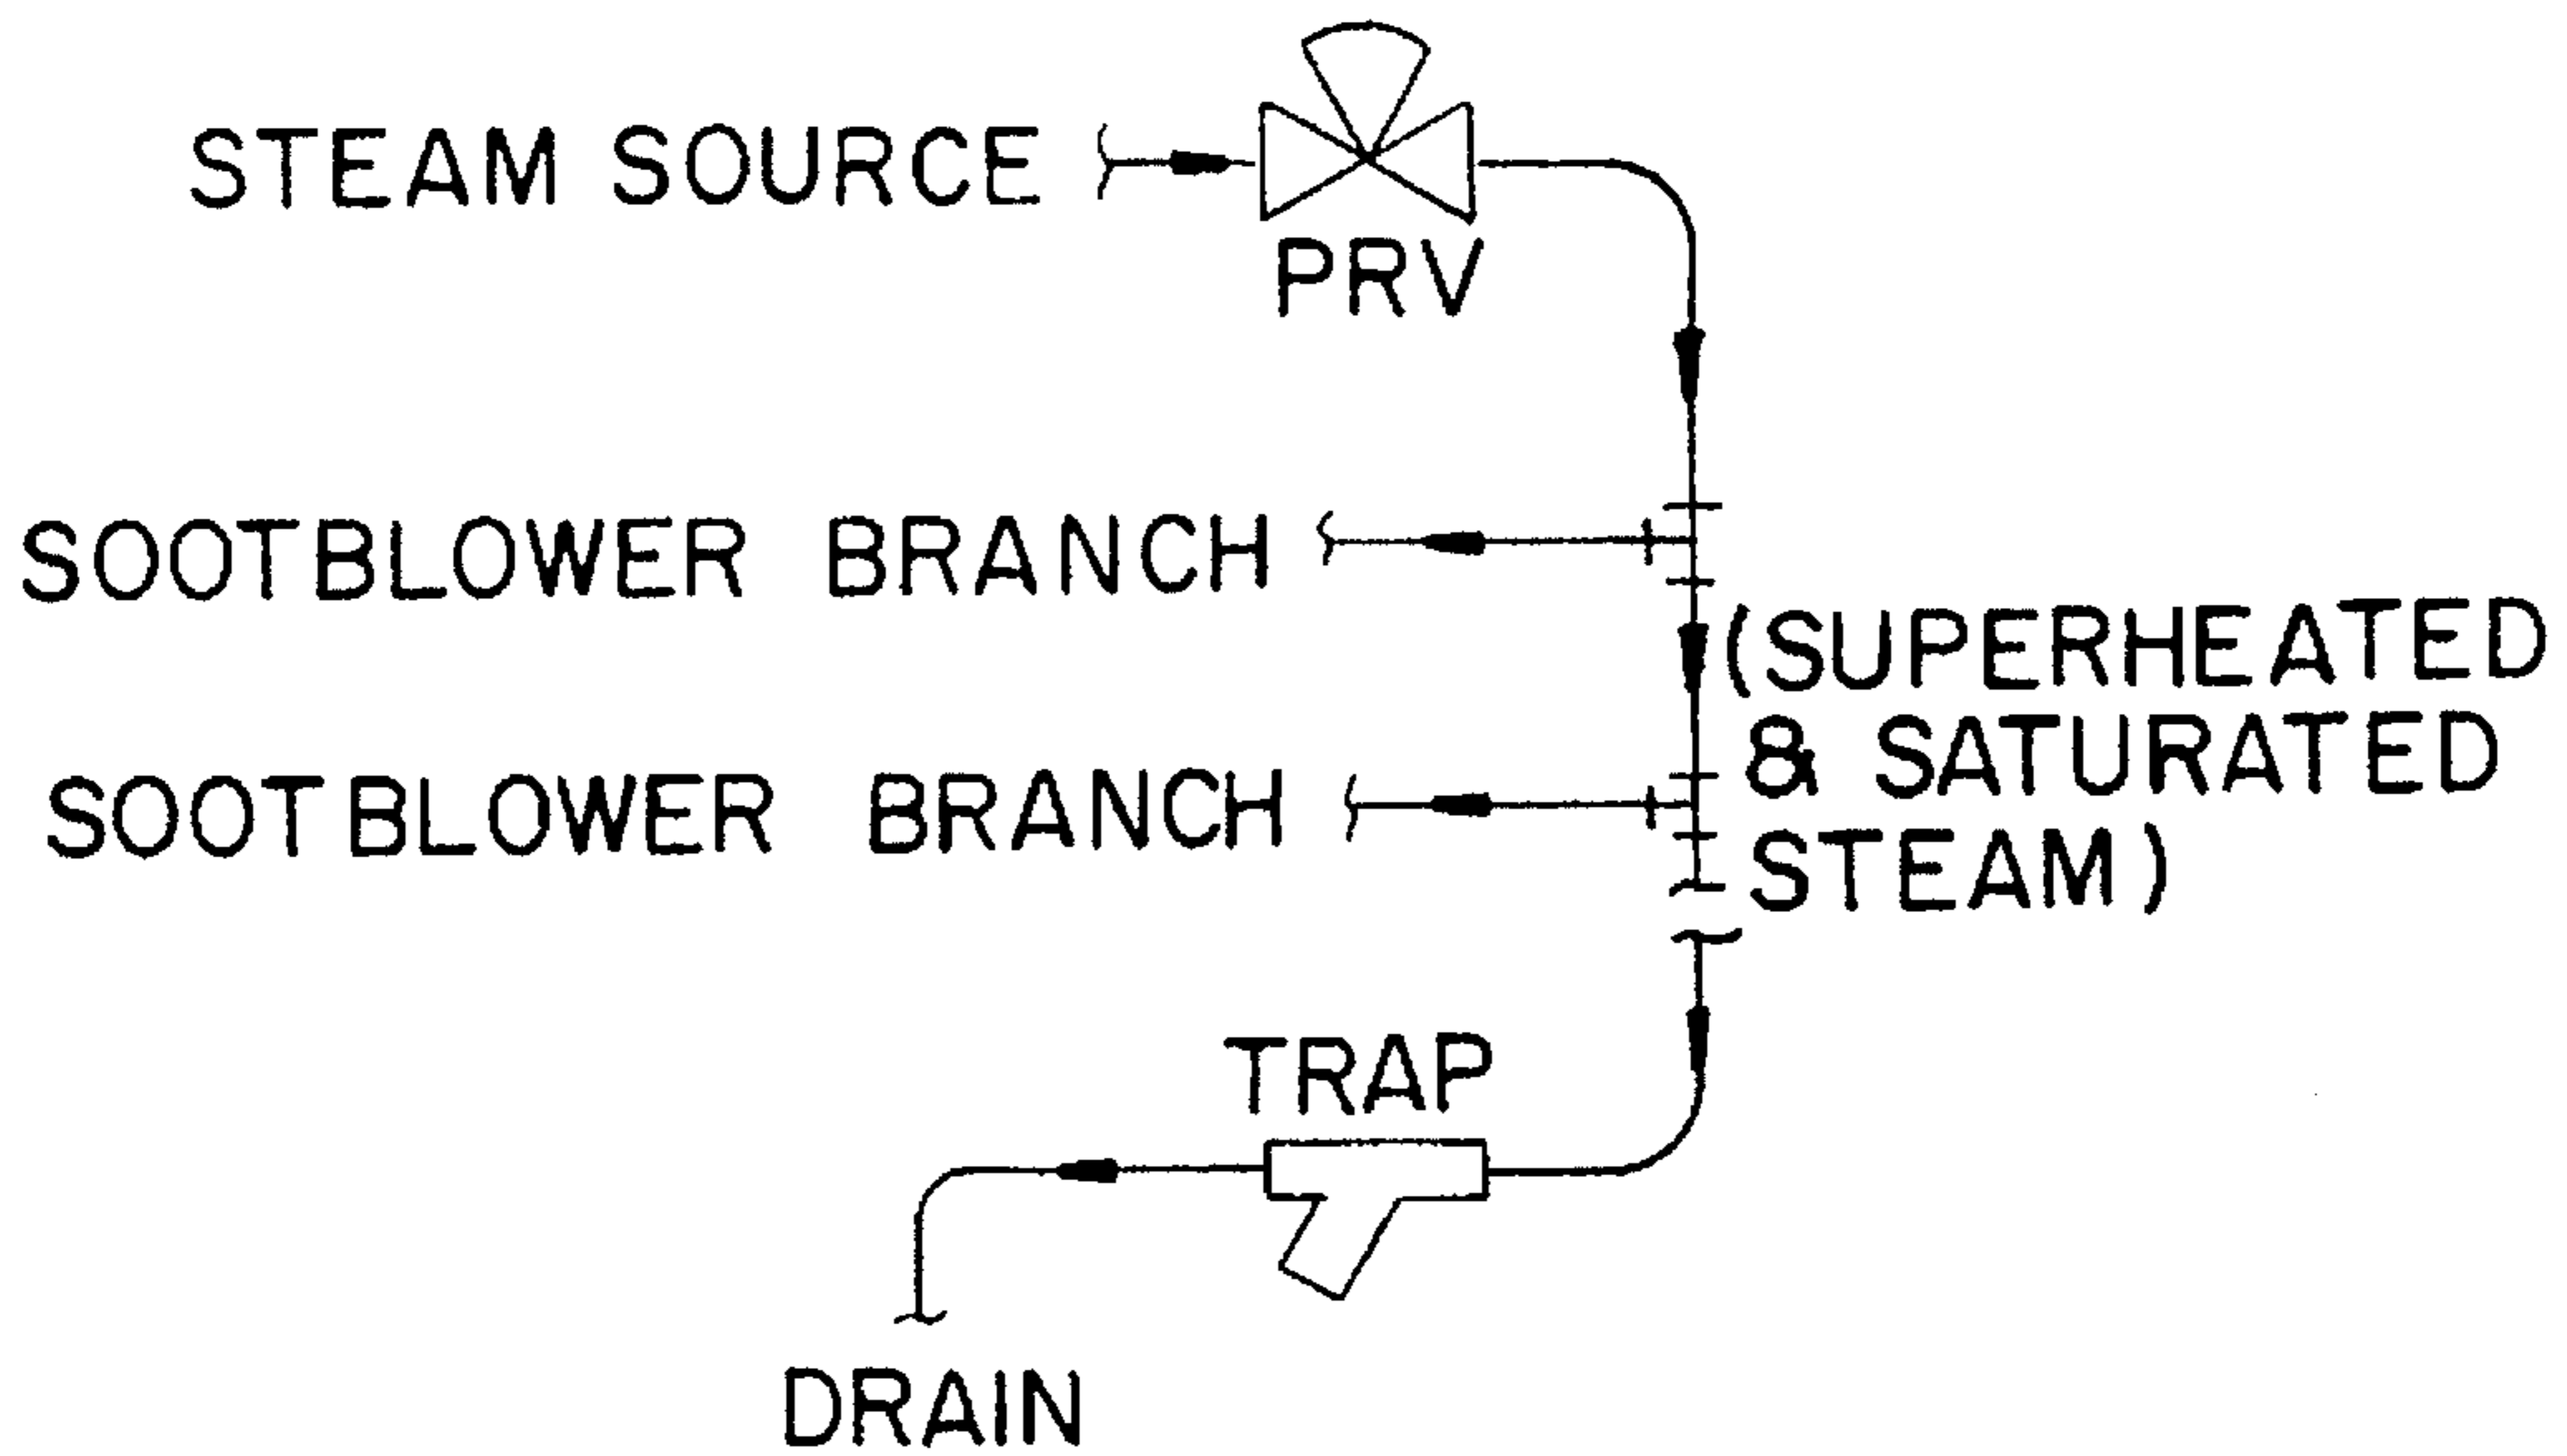 STEAM SOURCE
PRV
SOOTBLOWER BRANCH
(SUPERHEATED
& SATURATED
STEAM)
SOOTBLOWER BRANCH
TRAP
DRAIN